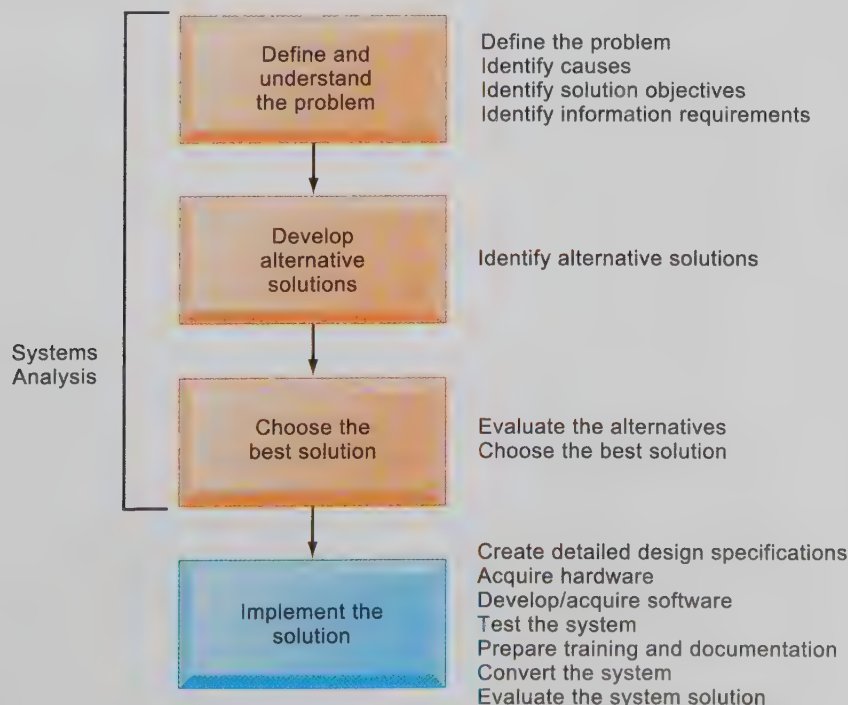 Define and
understand
the problem
Define the problem
Identify causes
Identify solution objectives
Identify information requirements
Develop
alternative
solutions
Identify alternative solutions
Systems
Analysis
Choose the
best solution
Evaluate the alternatives
Choose the best solution
Implement the
solution
Create detailed design specifications
Acquire hardware
Develop/acquire software
Test the system
Prepare training and documentation
Convert the system
Evaluate the system solution